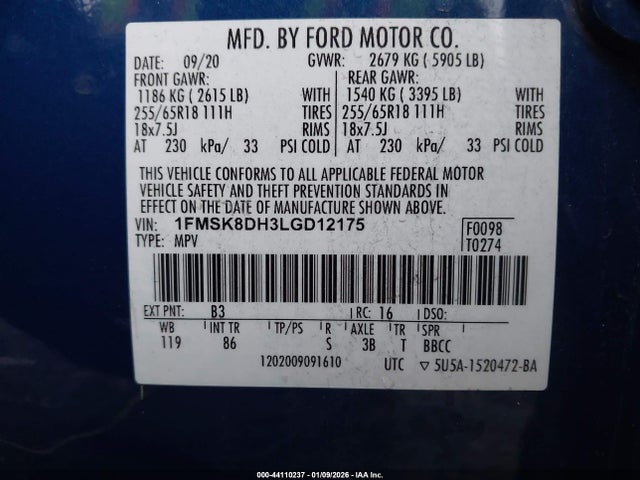 MFD. BY FORD MOTOR CO.
DATE: 09/20 GVWR: 2679 KG ( 5905 LB)
FRONT GAWR: REAR GAWR:
1186 KG ( 2615 LB) WITH 1540 KG ( 3395 LB) WITH
255/65R18 111H TIRES 255/65R18 111H TIRES
18x7.5J RIMS 18x7.5J RIMS
AT 230 kPa/ 33 PSI COLD AT 230 kPa/ 33 PSI COLD
THIS VEHICLE CONFORMS TO ALL APPLICABLE FEDERAL MOTOR
VEHICLE SAFETY AND THEFT PREVENTION STANDARDS IN
EFFECT ON THE DATE OF MANUFACTURE SHOWN ABOVE.
VIN: 1FMSK8DH3LGD12175 F0098
TYPE: MPV T0274
EXT PNT: B3 RC: 16 DSO:
WB INT TR TP/PS R AXLE TR SPR
119 86 S 3B T BBCC
1202009091610 UTC ▽ 5U5A-1520472-BA
000-44110237 - 01/09/2026 - IAA Inc.